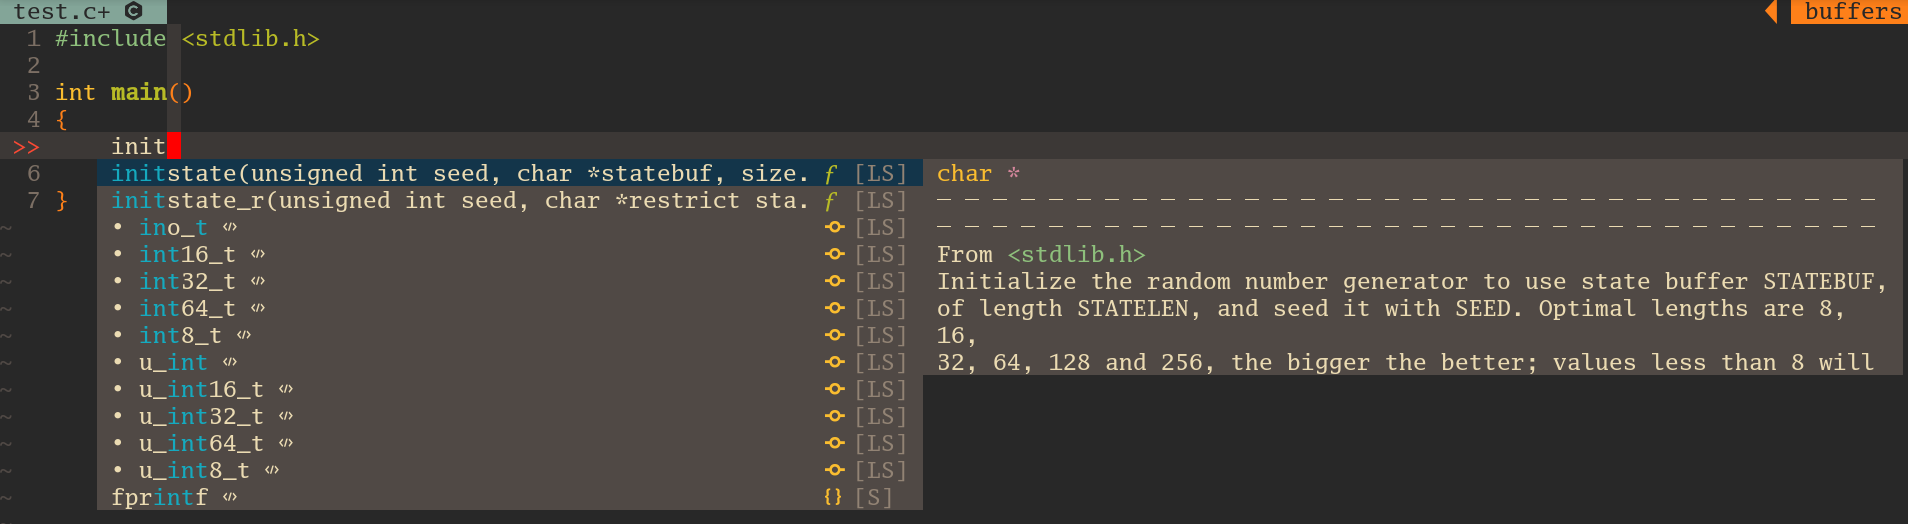 test.c+ buffers
1 #include <stdlib.h>
2
3 int main()
4 {
>> init
6 initstate(unsigned int seed, char *statebuf, size. ƒ [LS] char *
7 } initstate_r(unsigned int seed, char *restrict sta. ƒ [LS]
~ • ino_t [LS]
~ • int16_t [LS] From <stdlib.h>
~ • int32_t [LS] Initialize the random number generator to use state buffer STATEBUF,
~ • int64_t [LS] of length STATELEN, and seed it with SEED. Optimal lengths are 8,
~ • int8_t [LS] 16,
~ • u_int [LS] 32, 64, 128 and 256, the bigger the better; values less than 8 will
~ • u_int16_t [LS]
~ • u_int32_t [LS]
~ • u_int64_t [LS]
~ • u_int8_t [LS]
~ fprintf {} [S]